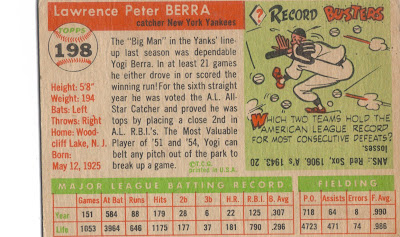 Lawrence Peter BERRA
catcher New York Yankees
TOPPS
198
Height: 5'8"
Weight: 194
Bats: Left
Throws: Right
Home: Wood-
cliff Lake, N. J.
Born:
May 12, 1925
The "Big Man" in the Yanks' line-
up last season was dependable
Yogi Berra. In at least 21 games
he either drove in or scored the
winning run! For the sixth straight
year he was voted the A.L. All-
Star Catcher and proved he was
tops by placing a close 2nd in
A.L. R.B.I.'s. The Most Valuable
Player of '51 & '54, Yogi can
belt any pitch out of the park to
break up a game.
©T.C.G.
PRINTED IN U.S.A.
? RECORD BUSTERS
WHICH TWO TEAMS HOLD THE
AMERICAN LEAGUE RECORD
FOR MOST CONSECUTIVE DEFEATS?
ANS. Red Sox, 1906; A's, 1943. 20
losses.
MAJOR LEAGUE BATTING RECORD
Games At Bat Runs Hits 2b 3b H.R. R.B.I. B. Avg.
Year 151 584 88 179 28 6 22 125 .307
Life 1053 3964 646 1175
FIELDING
P.O. Assists Errors F. Avg.
718 64 8 .990
4723 471 74 .986